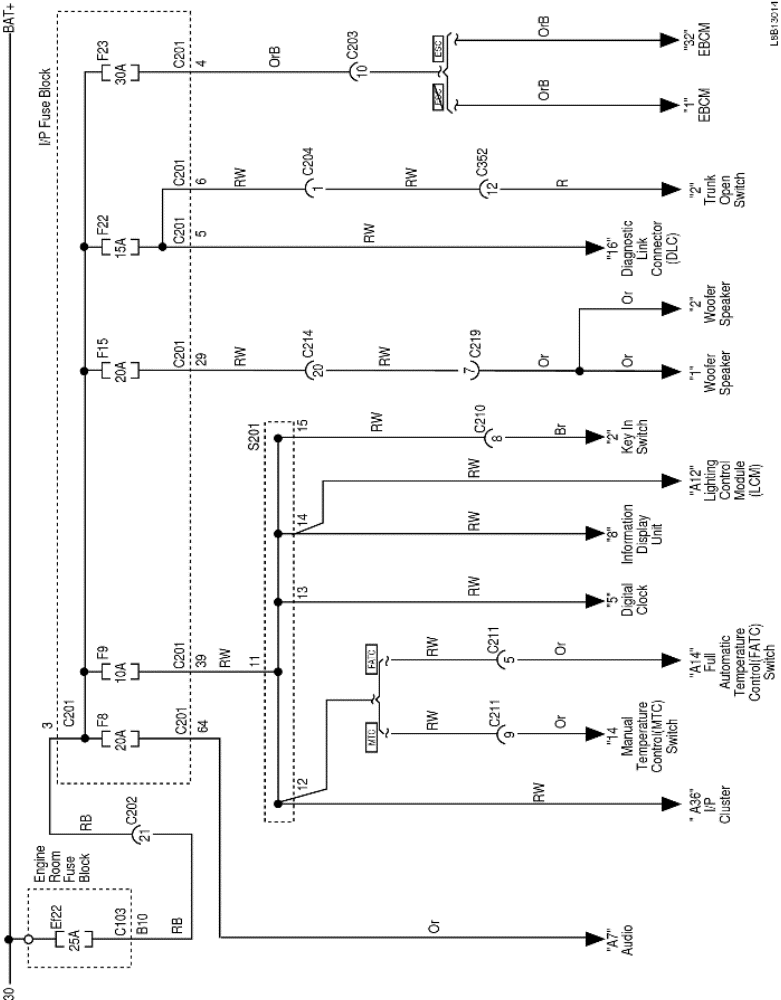 30
BAT+
Ef22
25A
Engine
Room
Fuse
Block
C103
B10
RB
C202
21
RB
3
C201
I/P Fuse Block
F8
20A
F9
10A
F15
20A
F22
15A
F23
30A
C201
64
C201
39
C201
29
C201
5
C201
6
C201
4
RW
11
S201
12
13
14
15
MTC
FATC
Or
RW
RW
C211
9
Or
RW
C211
5
Or
RW
RW
RW
RW
C210
8
Br
RW
C214
20
RW
C219
7
Or
Or
Or
RW
RW
C204
1
RW
C352
12
R
OrB
C203
10
OrB
OrB
"A7"
Audio
" A36"
I/P
Cluster
"14
Manual
Temperature
Control(MTC)
Switch
"A14"
Full
Automatic
Temperature
Control(FATC)
Switch
"5"
Digital
Clock
"8"
Information
Display
Unit
"A12"
Lighting
Control
Module
(LCM)
"2"
Key In
Switch
"1"
Woofer
Speaker
"2"
Woofer
Speaker
"16"
Diagnostic
Link
Connector
(DLC)
"2"
Trunk
Open
Switch
"1"
EBCM
"32"
EBCM
L5B13014